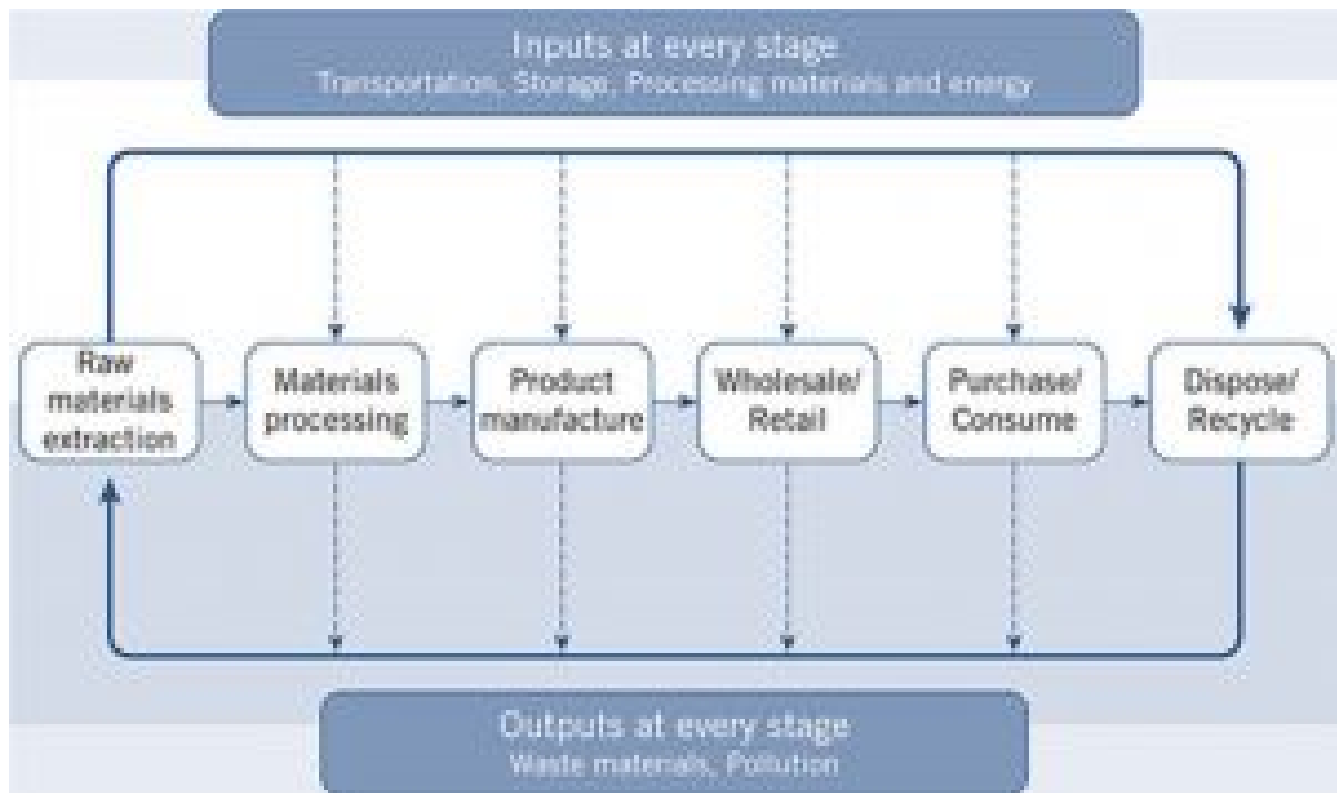 Inputs at every stage
Transportation, Storage, Processing materials and energy
Raw
materials
extraction
Materials
processing
Product
manufacture
Wholesale/
Retail
Purchase/
Consume
Dispose/
Recycle
Outputs at every stage
Waste materials, Pollution